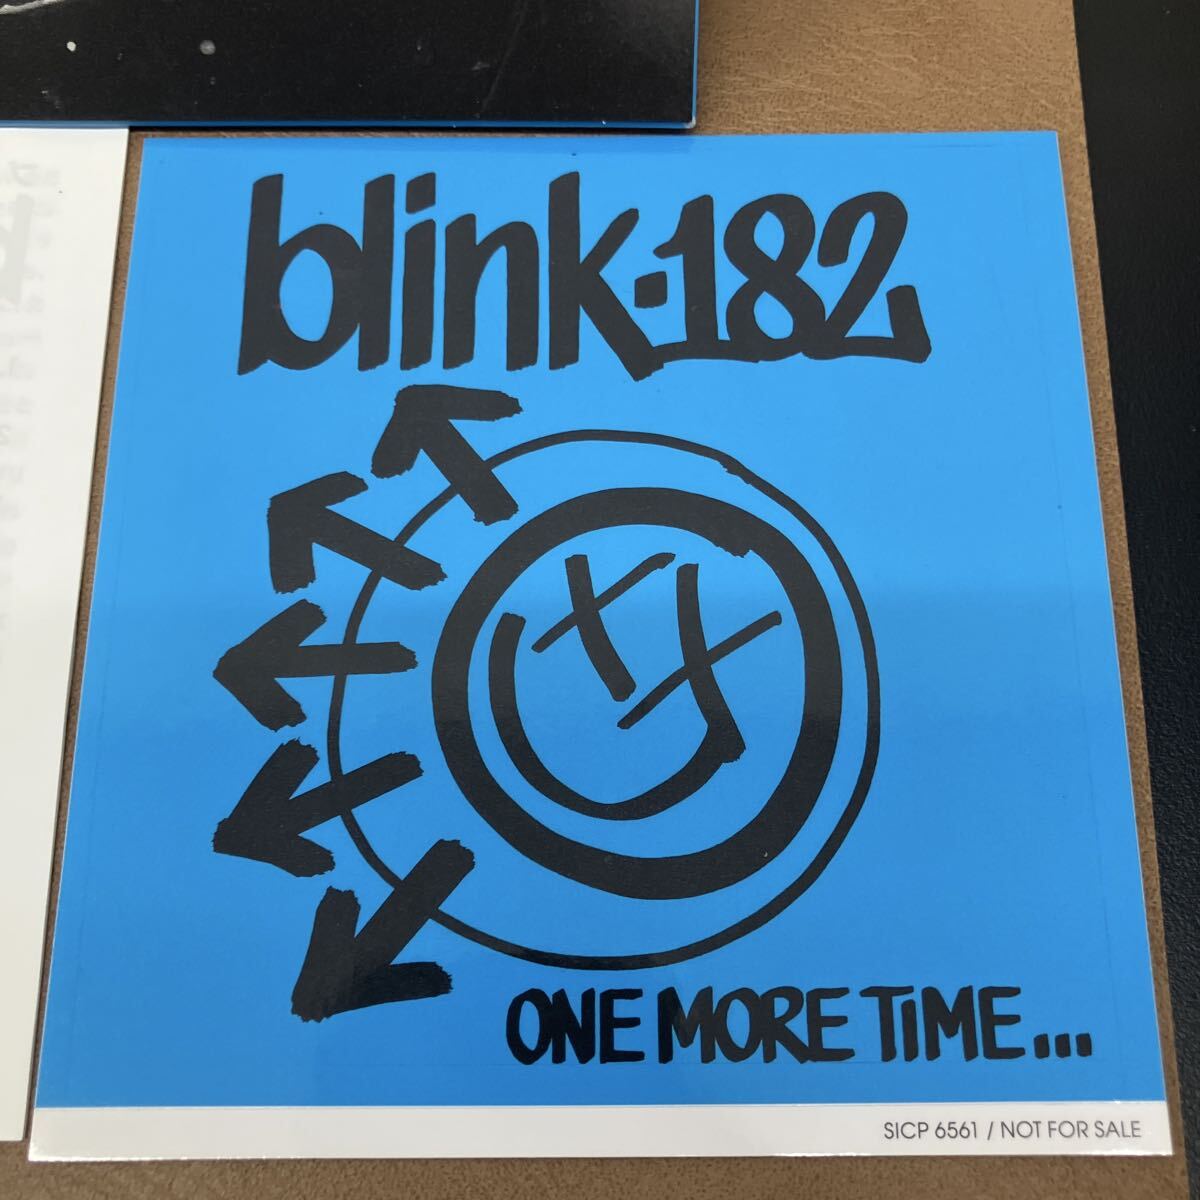 blink-182
ONE MORE TiME...
SICP 6561 / NOT FOR SALE